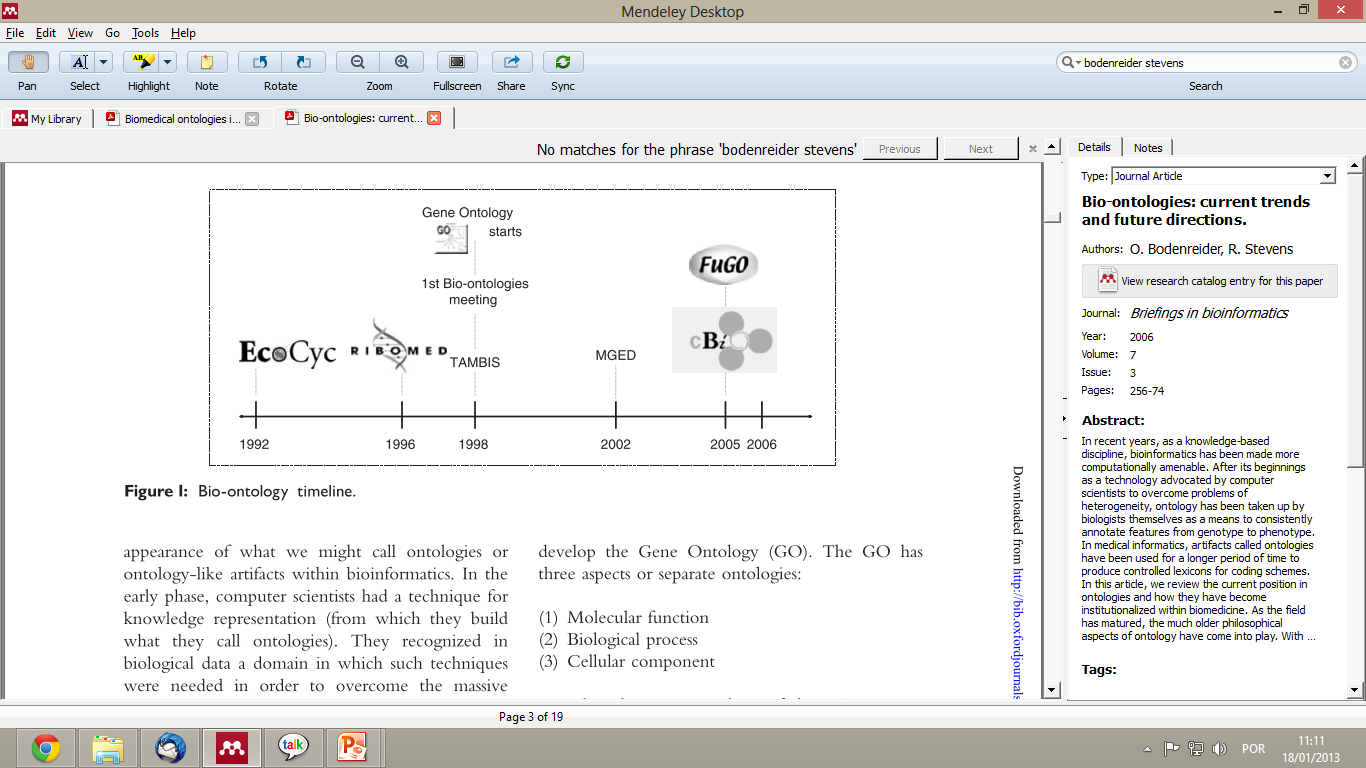 Mendeley Desktop
File Edit View Go Tools Help
Pan Select Highlight Note Rotate Zoom Fullscreen Share Sync
bodenreider stevens
Search
My Library
Biomedical ontologies i...
Bio-ontologies: current...
No matches for the phrase 'bodenreider stevens' Previous Next
Gene Ontology
GO starts
1st Bio-ontologies
meeting
FuGO
EcoCyc
RIBOMED
TAMBIS
MGED
cBi
1992 1996 1998 2002 2005 2006
Figure 1: Bio-ontology timeline.
appearance of what we might call ontologies or
ontology-like artifacts within bioinformatics. In the
early phase, computer scientists had a technique for
knowledge representation (from which they build
what they call ontologies). They recognized in
biological data a domain in which such techniques
were needed in order to overcome the massive
develop the Gene Ontology (GO). The GO has
three aspects or separate ontologies:
(1) Molecular function
(2) Biological process
(3) Cellular component
Downloaded from http://bib.oxfordjournals
Details Notes
Type: Journal Article
Bio-ontologies: current trends
and future directions.
Authors: O. Bodenreider, R. Stevens
View research catalog entry for this paper
Journal: Briefings in bioinformatics
Year: 2006
Volume: 7
Issue: 3
Pages: 256-74
Abstract:
In recent years, as a knowledge-based
discipline, bioinformatics has been made more
computationally amenable. After its beginnings
as a technology advocated by computer
scientists to overcome problems of
heterogeneity, ontology has been taken up by
biologists themselves as a means to consistently
annotate features from genotype to phenotype.
In medical informatics, artifacts called ontologies
have been used for a longer period of time to
produce controlled lexicons for coding schemes.
In this article, we review the current position in
ontologies and how they have become
institutionalized within biomedicine. As the field
has matured, the much older philosophical
aspects of ontology have come into play. With ...
Tags:
Page 3 of 19
talk
POR
11:11
18/01/2013